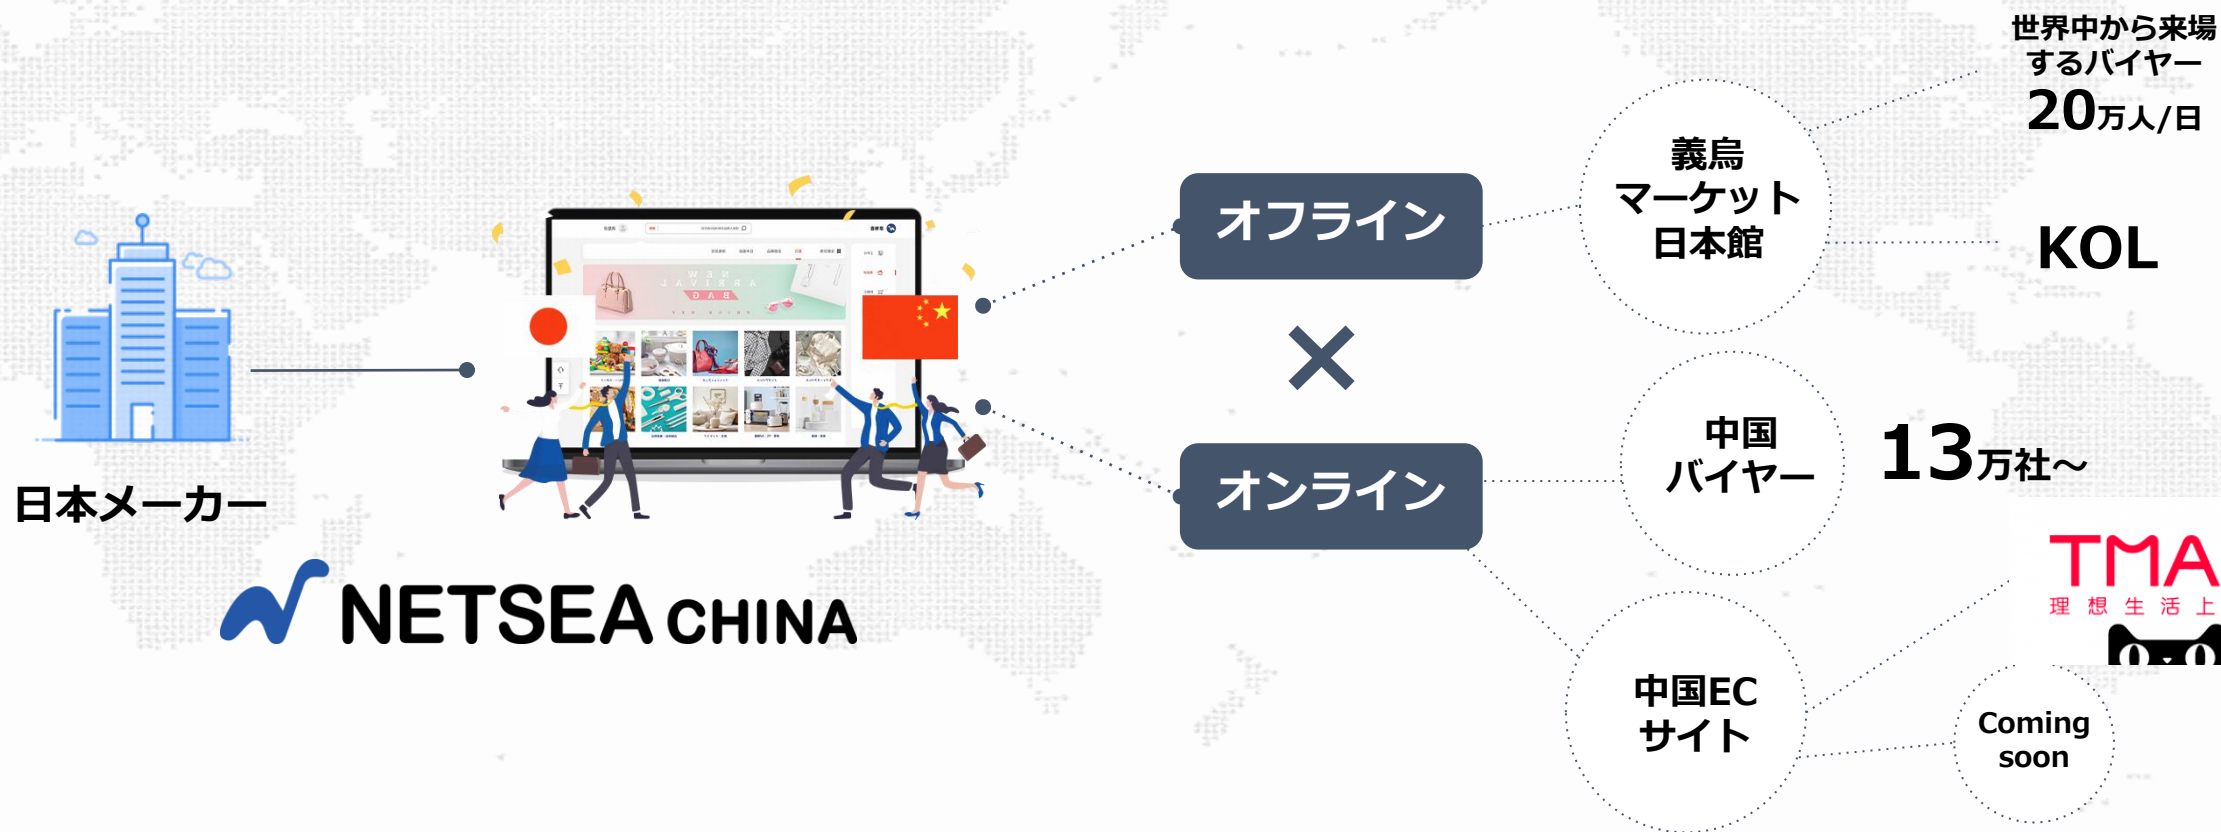 世界中から来場
するバイヤー
20万人/日
義烏
マーケット
日本館
オフライン
KOL
NEW
ARRIVAL
BAG
中国
バイヤー
13万社～
オンライン
日本メーカー
NETSEA CHINA
TMA
理想生活上
中国EC
サイト
Coming
soon